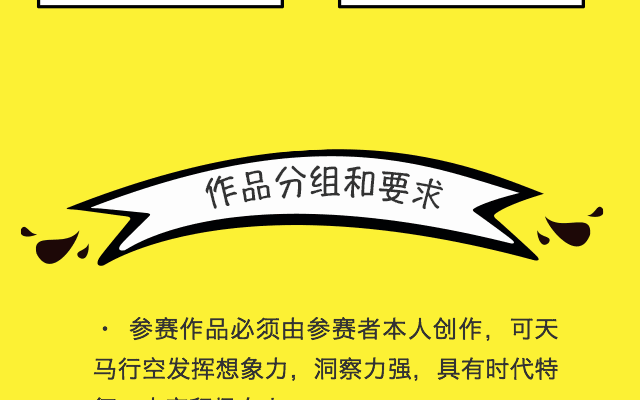 作品分组和要求
· 参赛作品必须由参赛者本人创作，可天
马行空发挥想象力，洞察力强，具有时代特